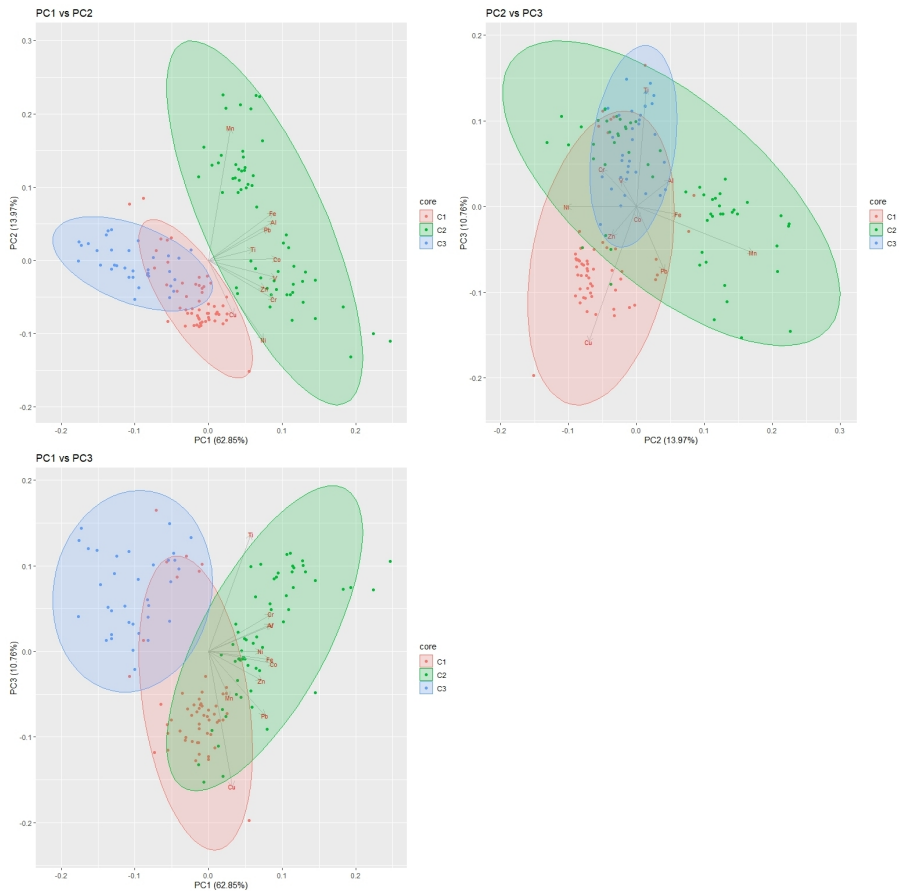 PC1 vs PC2
0.3
0.2
0.1
0.0
-0.1
-0.2
PC2 (13.97%)
Mn
Fe
Al
Pb
Ti
Co
V
Zn
Cr
Cu
Ni
-0.2
-0.1
0.0
0.1
0.2
PC1 (62.85%)
core
C1
C2
C3
PC2 vs PC3
0.2
0.1
0.0
-0.1
-0.2
PC3 (10.76%)
Ti
Cr
V
Al
Ni
Fe
Co
Zn
Mn
Pb
Cu
-0.1
0.0
0.1
0.2
0.3
PC2 (13.97%)
core
C1
C2
C3
PC1 vs PC3
0.2
0.1
0.0
-0.1
-0.2
PC3 (10.76%)
Ti
Cr
Ni
Fe
Co
Zn
Mn
Pb
Cu
-0.2
-0.1
0.0
0.1
0.2
PC1 (62.85%)
core
C1
C2
C3